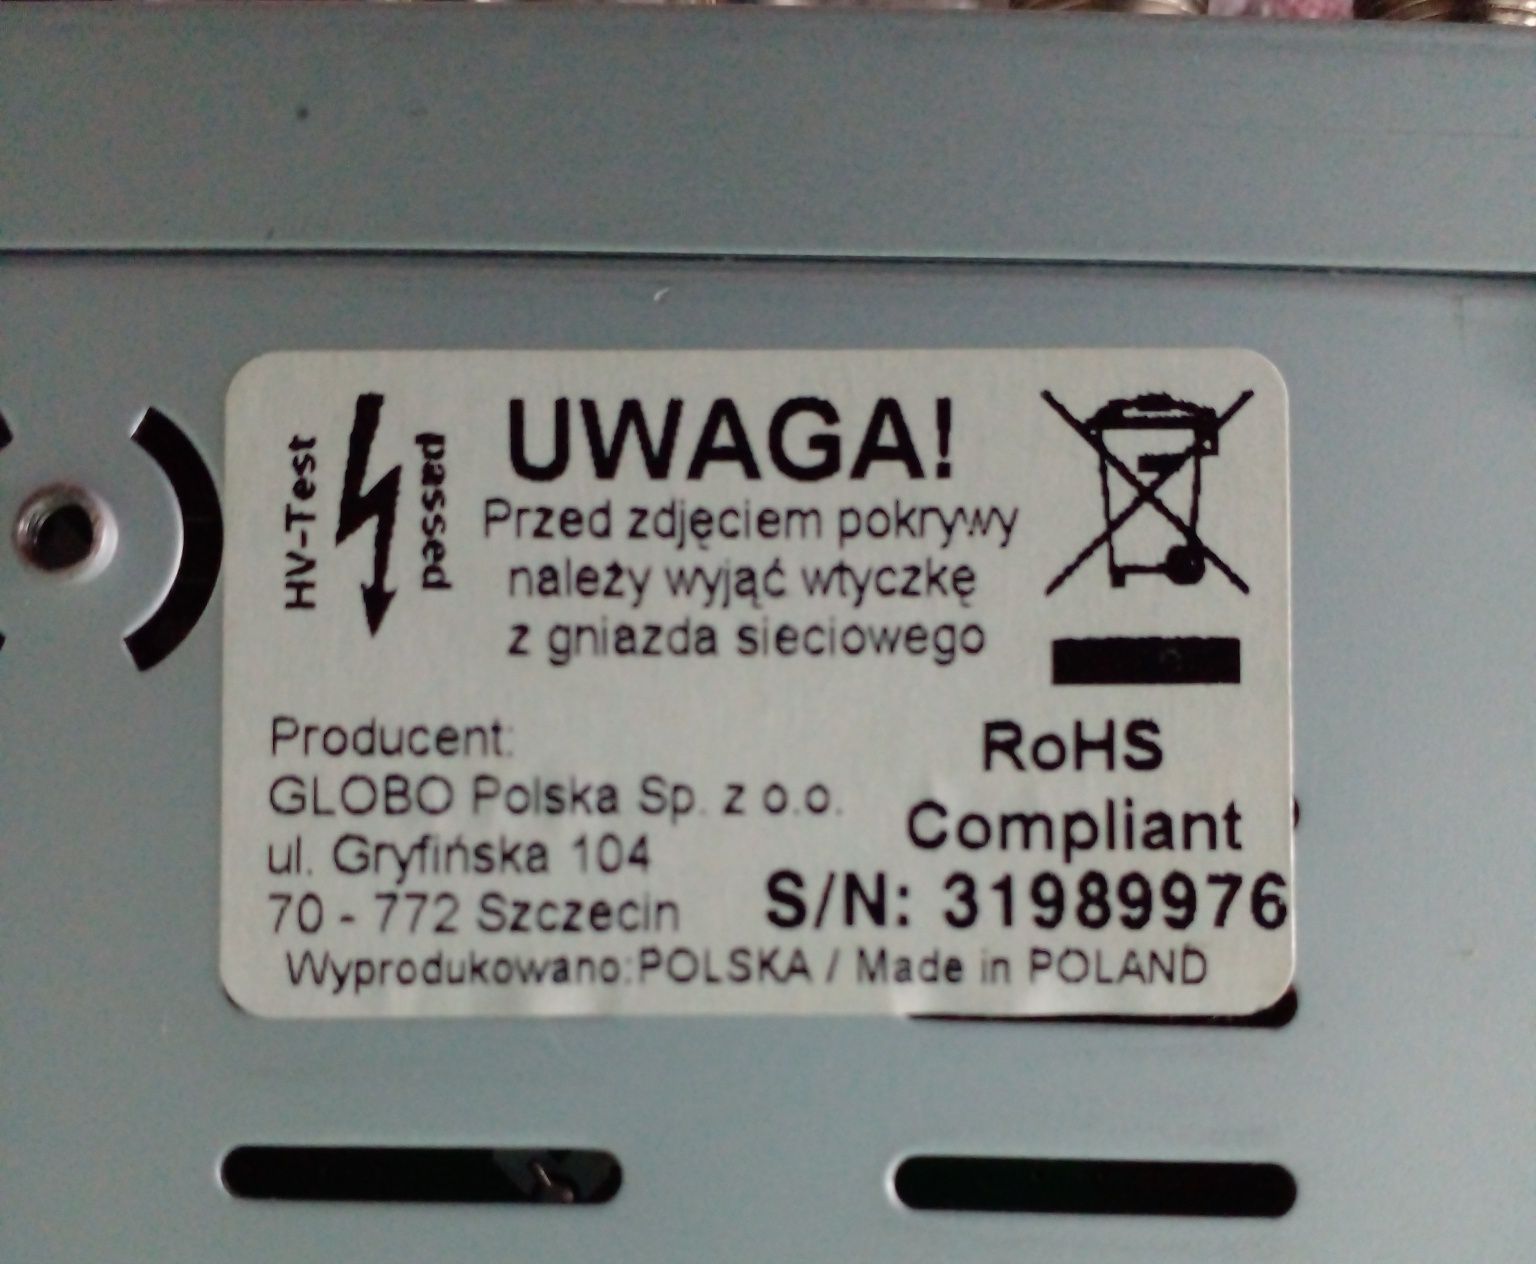 HV-Test
passed
UWAGA!
Przed zdjęciem pokrywy
należy wyjąć wtyczkę
z gniazda sieciowego
Producent:
GLOBO Polska Sp. z o.o.
ul. Gryfińska 104
70 - 772 Szczecin
RoHS
Compliant
S/N: 31989976
Wyprodukowano:POLSKA / Made in POLAND